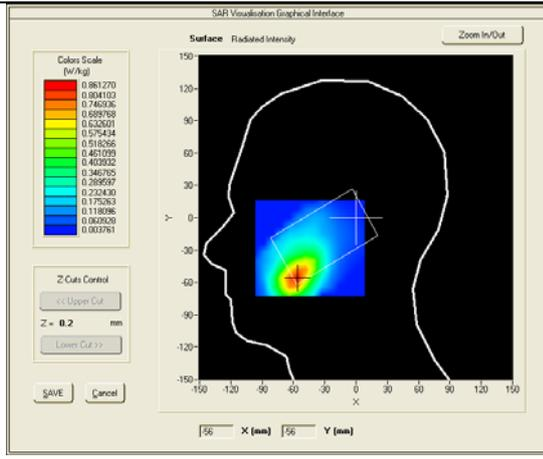 SAR Visualisation Graphical Interface
Surface Radiated Intensity
Zoom In/Out
Colors Scale
(W/kg)
0.861270
0.804103
0.746936
0.689768
0.632601
0.575434
0.518266
0.461099
0.403932
0.346765
0.289597
0.232430
0.175263
0.118096
0.060928
0.003761
150
90
60
30
0
-30
-60
-90
-120
-150
Y
-150 -120 -90 -60 -30 0 30 60 90 120 150
X
Z-Cuts Control
<< Upper Cut
Z = 0.2 mm
Lower Cut >>
SAVE Cancel
-56 X (mm) -56 Y (mm)